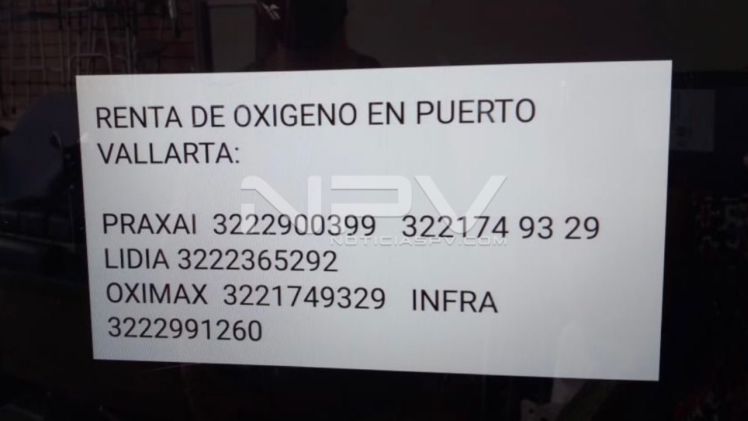 RENTA DE OXIGENO EN PUERTO
VALLARTA:
NPV
NOTICIASPV.COM
PRAXAI 3222900399 322174 93 29
LIDIA 3222365292
OXIMAX 3221749329 INFRA
3222991260